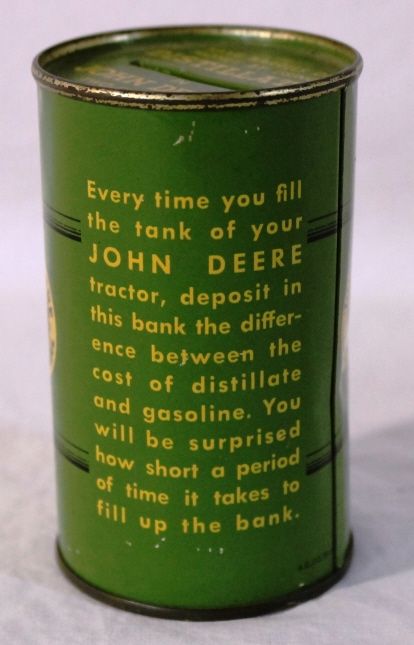 Every time you fill
the tank of your
JOHN DEERE
tractor, deposit in
this bank the differ-
ence between the
cost of distillate
and gasoline. You
will be surprised
how short a period
of time it takes to
fill up the bank.